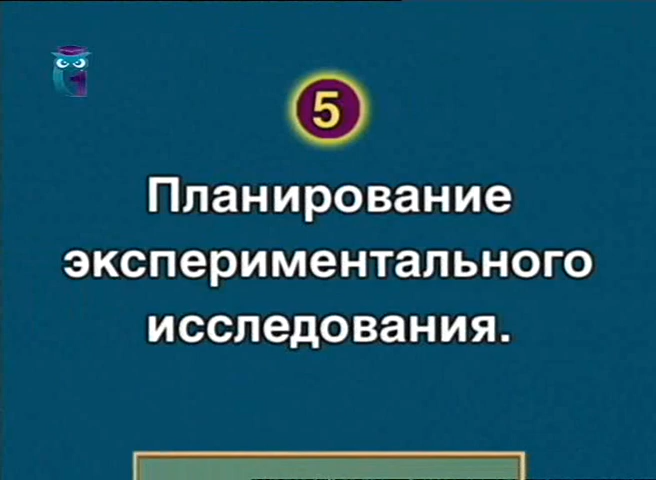 5
Планирование
экспериментального
исследования.